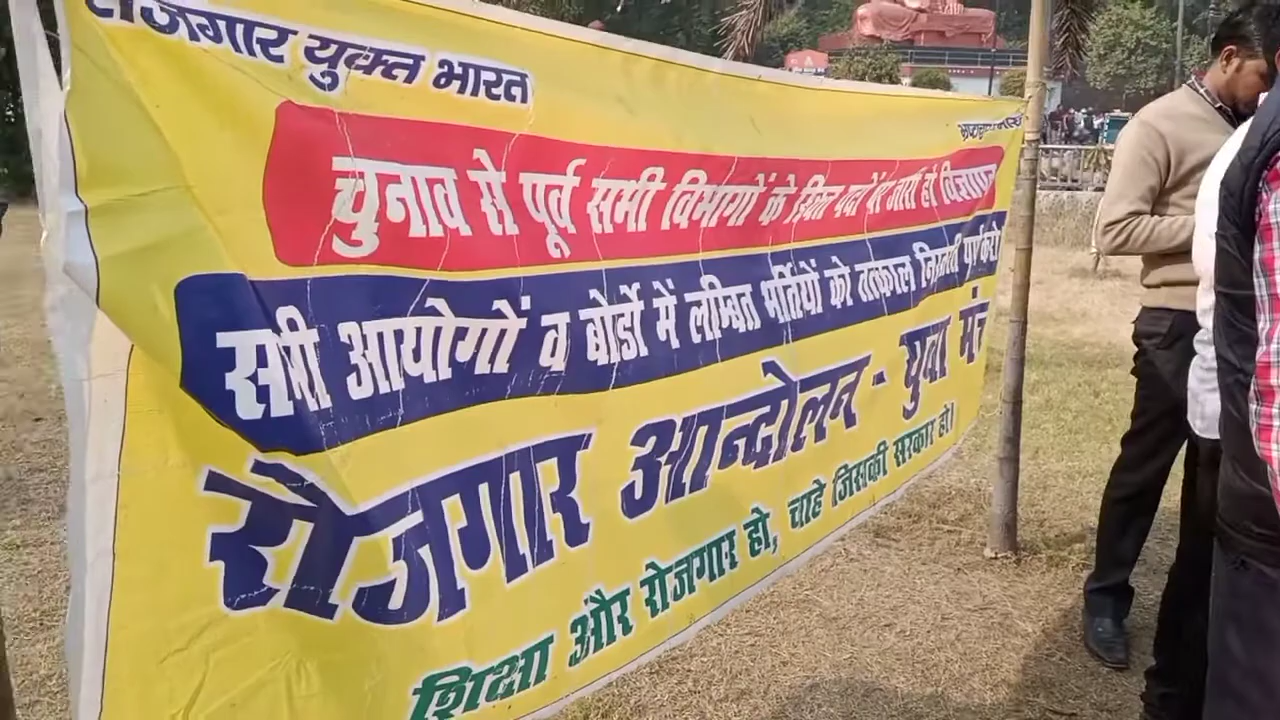 रोजगार युक्त भारत
चुनाव से पूर्व सभी विभागों के रिक्त पदों पर जारी हो विज्ञापन
सभी आयोगों व बोर्डो में लम्बित भर्तियों को तत्काल पूर्ण करो
रोजगार आन्दोलन - युवा मंच
शिक्षा और रोजगार हो, चाहे जिसकी सरकार हो।